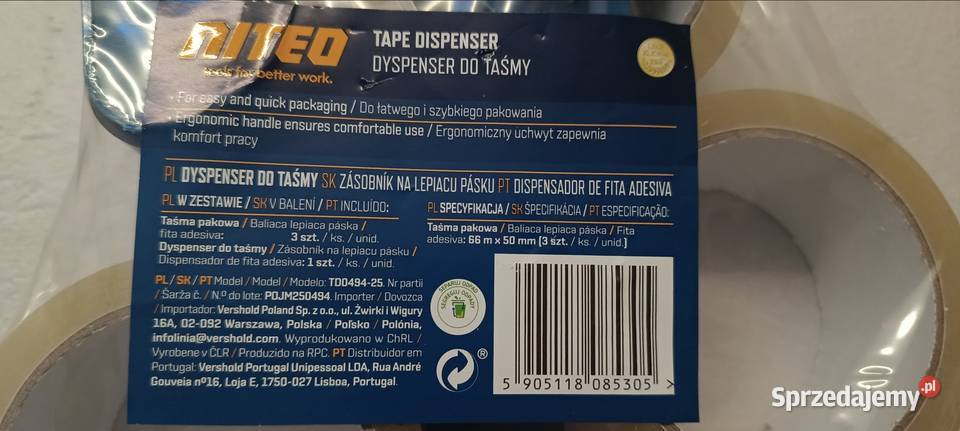 NITEO
tools for better work.
TAPE DISPENSER
DYSPENSER DO TAŚMY
• For easy and quick packaging / Do łatwego i szybkiego pakowania
• Ergonomic handle ensures comfortable use / Ergonomiczny uchwyt zapewnia
komfort pracy
PL DYSPENSER DO TAŚMY SK ZÁSOBNÍK NA LEPIACU PÁSKU PT DISPENSADOR DE FITA ADESIVA
PL W ZESTAWIE / SK V BALENÍ / PT INCLUÍDO:
Taśma pakowa / Baliaca lepiaca páska /
fita adesiva: 3 szt. / ks. / unid.
Dyspenser do taśmy / Zásobník na lepiacu pásku /
Dispensador de fita adesiva: 1 szt. / ks. / unid.
PL SPECYFIKACJA / SK ŠPECIFIKÁCIA / PT ESPECIFICAÇÃO:
Taśma pakowa / Baliaca lepiaca páska / Fita
adesiva: 66 m x 50 mm (3 szt. / ks. / unid.)
PL / SK / PT Model / Model / Modelo: TD0494-25. Nr partii
/ Šarža č. / N.º do lote: POJM250494. Importer / Dovozca
/ Importador: Vershold Poland Sp. z o.o., ul. Żwirki i Wigury
16A, 02-092 Warszawa, Polska / Poľsko / Polónia,
infolinia@vershold.com. Wyprodukowano w ChRL /
Vyrobene v ČLR / Produzido na RPC. PT Distribuidor em
Portugal: Vershold Portugal Unipessoal LDA, Rua André
Gouveia nº16, Loja E, 1750-027 Lisboa, Portugal.
SEPARUJ ODPAD
SEGREGUJ ODPADY
®
5 905118 085305 >
Sprzedajemy.pl